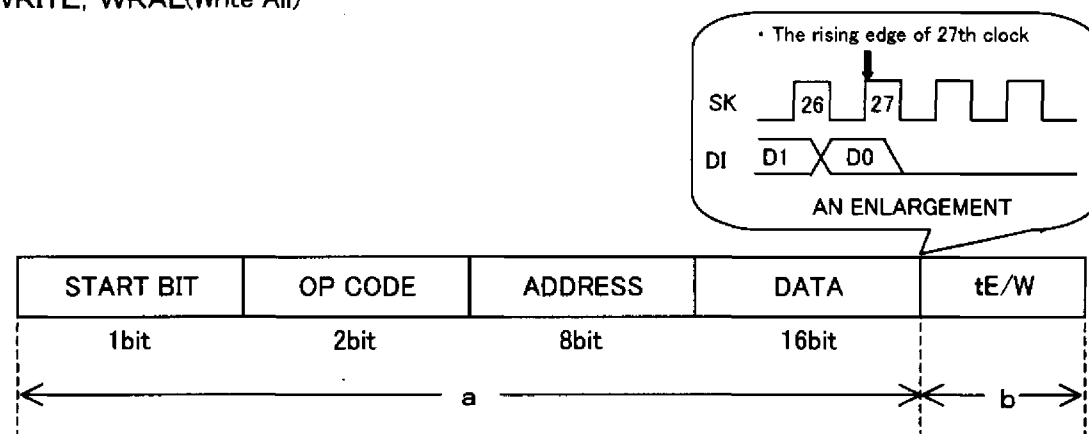 WRITE, WRAL(Write All)
・The rising edge of 27th clock
SK 26 27
DI D1 D0
AN ENLARGEMENT
START BIT OP CODE ADDRESS DATA tE/W
1bit 2bit 8bit 16bit
a b